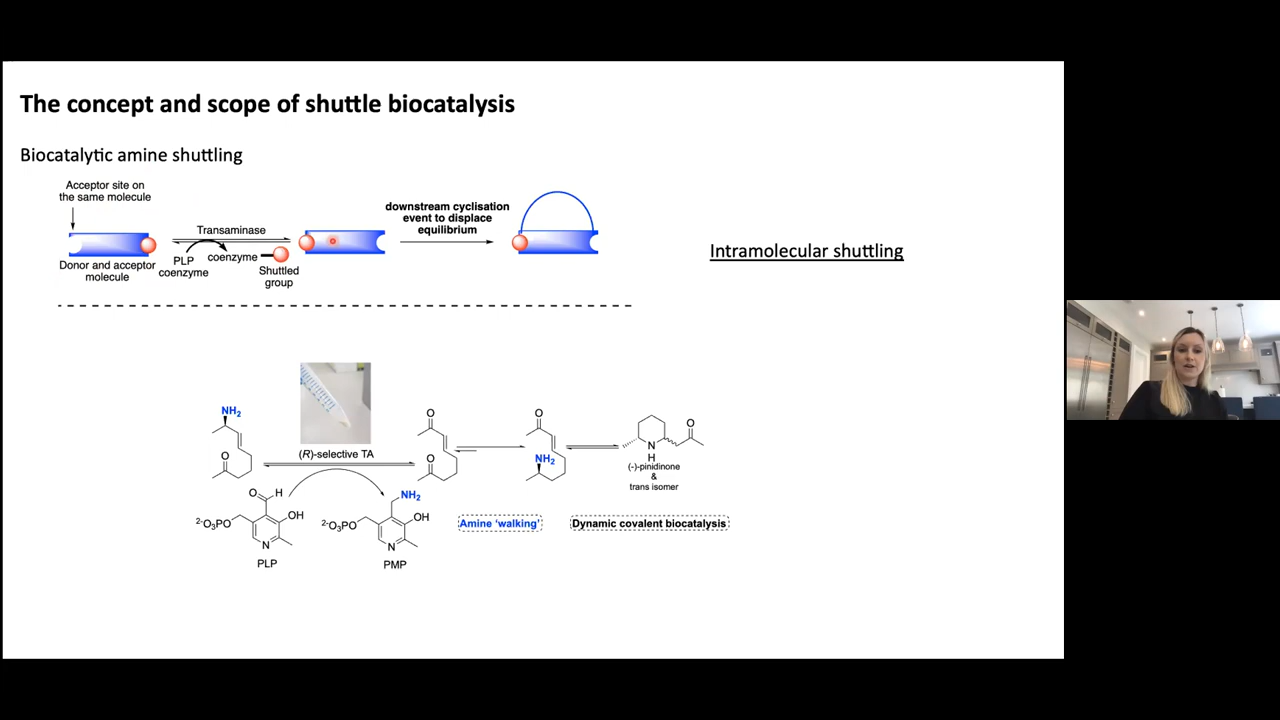 The concept and scope of shuttle biocatalysis
Biocatalytic amine shuttling
Acceptor site on
the same molecule
Donor and acceptor
molecule
Transaminase
PLP
coenzyme
coenzyme
Shuttled
group
downstream cyclisation
event to displace
equilibrium
Intramolecular shuttling
NH2
O
(R)-selective TA
O
O
O
NH2
O
N
H
(-)-pinidinone
&
trans isomer
O
H
2-O3PO
OH
N
PLP
NH2
2-O3PO
OH
N
PMP
Amine 'walking'
Dynamic covalent biocatalysis